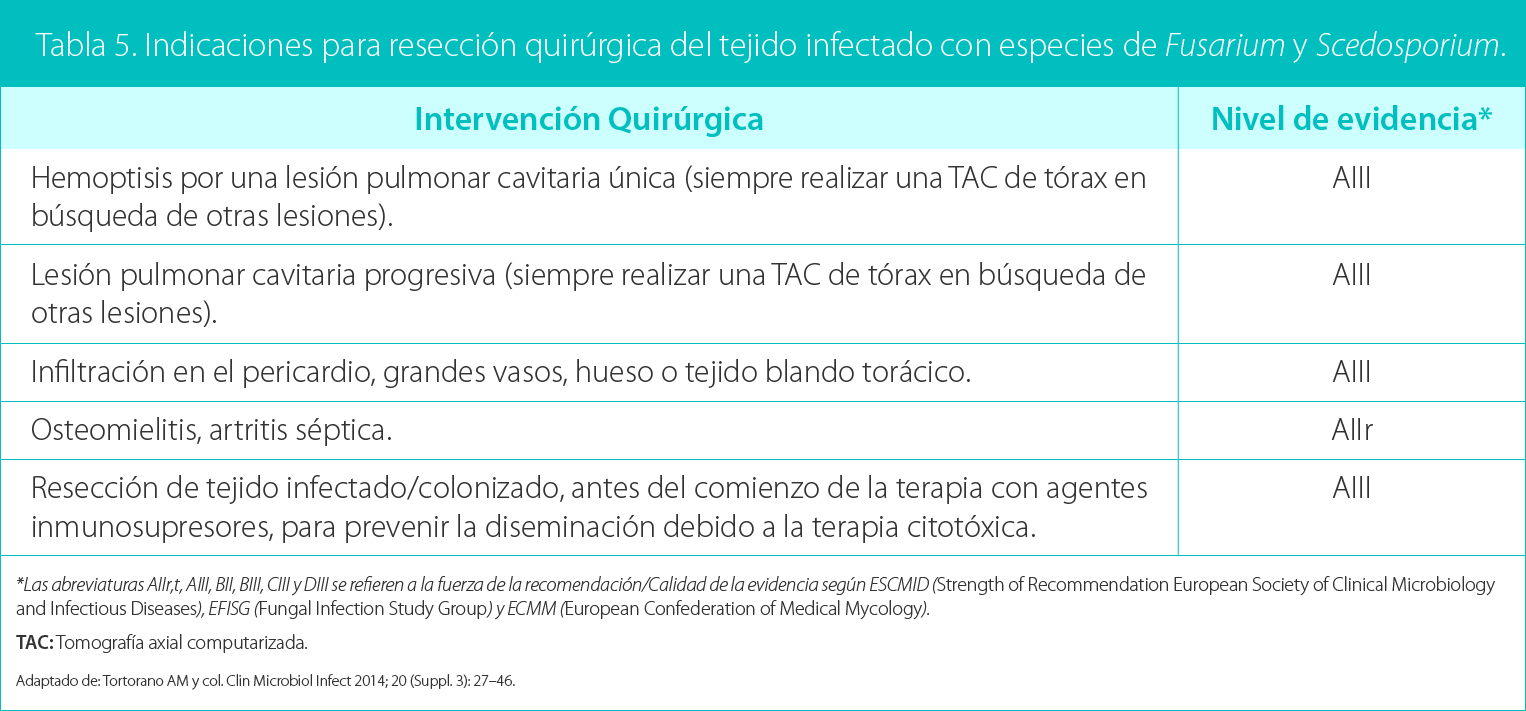 Tabla 5. Indicaciones para resección quirúrgica del tejido infectado con especies de Fusarium y Scedosporium.
Intervención Quirúrgica
Nivel de evidencia*
Hemoptisis por una lesión pulmonar cavitaria única (siempre realizar una TAC de tórax en
búsqueda de otras lesiones).
AIII
Lesión pulmonar cavitaria progresiva (siempre realizar una TAC de tórax en búsqueda de
otras lesiones).
AIII
Infiltración en el pericardio, grandes vasos, hueso o tejido blando torácico.
AIII
Osteomielitis, artritis séptica.
AIIr
Resección de tejido infectado/colonizado, antes del comienzo de la terapia con agentes
inmunosupresores, para prevenir la diseminación debido a la terapia citotóxica.
AIII
*Las abreviaturas AIIr,t, AIII, BII, BIII, CIII y DIII se refieren a la fuerza de la recomendación/Calidad de la evidencia según ESCMID (Strength of Recommendation European Society of Clinical Microbiology
and Infectious Diseases), EFISG (Fungal Infection Study Group) y ECMM (European Confederation of Medical Mycology).
TAC: Tomografía axial computarizada.
Adaptado de: Tortorano AM y col. Clin Microbiol Infect 2014; 20 (Suppl. 3): 27–46.